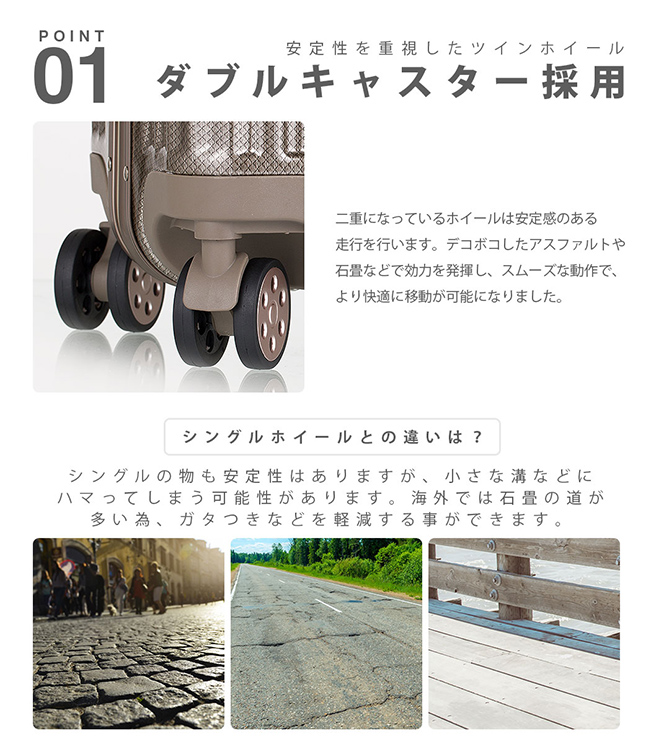 POINT
01
安定性を重視したツインホイール
ダブルキャスター採用
二重になっているホイールは安定感のある
走行を行います。デコボコしたアスファルトや
石畳などで効力を発揮し、スムーズな動作で、
より快適に移動が可能になりました。
シングルホイールとの違いは？
シングルの物も安定性はありますが、小さな溝などに
ハマってしまう可能性があります。海外では石畳の道が
多い為、ガタつきなどを軽減する事ができます。